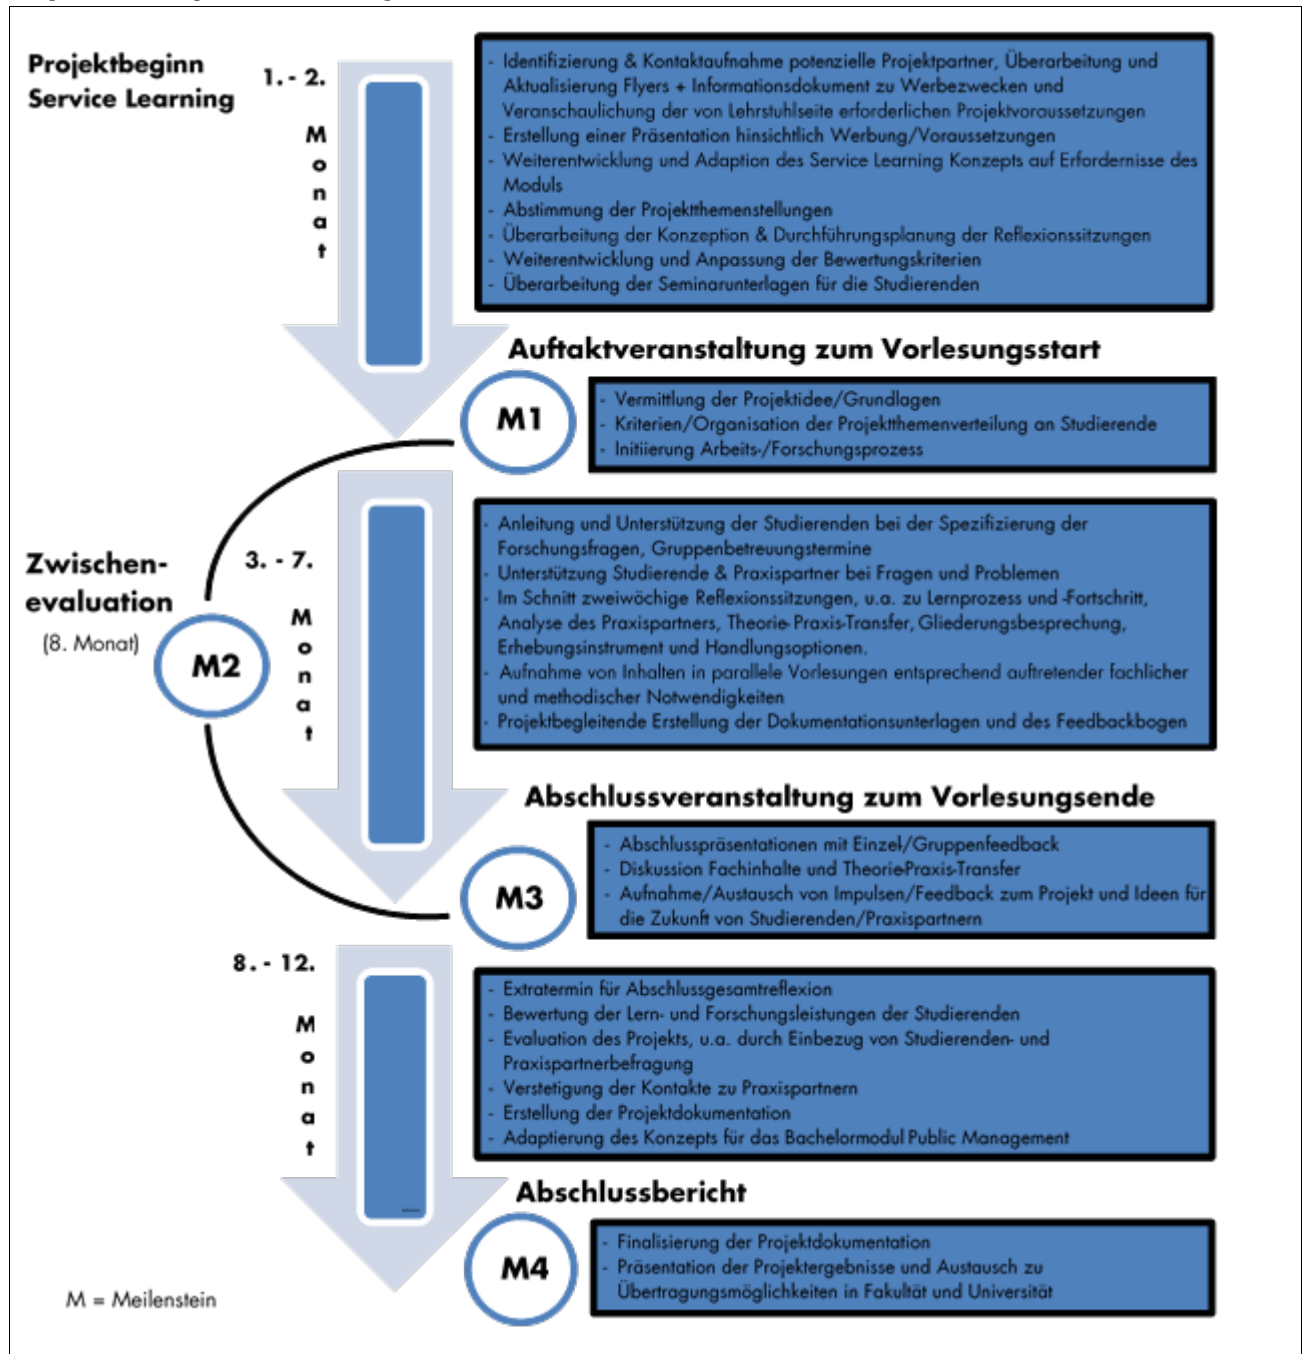 Projektbeginn
Service Learning
1. - 2.
Monat
- Identifizierung & Kontaktaufnahme potenzielle Projektpartner, Überarbeitung und
Aktualisierung Flyers + Informationsdokument zu Werbezwecken und
Veranschaulichung der von Lehrstuhlseite erforderlichen Projektvoraussetzungen
- Erstellung einer Präsentation hinsichtlich Werbung/Voraussetzungen
- Weiterentwicklung und Adaption des Service Learning Konzepts auf Erfordernisse des
Moduls
- Abstimmung der Projektthemenstellungen
- Überarbeitung der Konzeption & Durchführungsplanung der Reflexionssitzungen
- Weiterentwicklung und Anpassung der Bewertungskriterien
- Überarbeitung der Seminarunterlagen für die Studierenden
Auftaktveranstaltung zum Vorlesungsstart
M1
- Vermittlung der Projektidee/Grundlagen
- Kriterien/Organisation der Projektthemenverteilung an Studierende
- Initiierung Arbeits-/Forschungsprozess
Zwischen-
evaluation
(8. Monat)
M2
3. - 7.
Monat
- Anleitung und Unterstützung der Studierenden bei der Spezifizierung der
Forschungsfragen, Gruppenbetreuungstermine
- Unterstützung Studierende & Praxispartner bei Fragen und Problemen
- Im Schnitt zweiwöchige Reflexionssitzungen, u.a. zu Lernprozess und -Fortschritt,
Analyse des Praxispartners, Theorie- Praxis-Transfer, Gliederungsbesprechung,
Erhebungsinstrument und Handlungsoptionen.
- Aufnahme von Inhalten in parallele Vorlesungen entsprechend auftretender fachlicher
und methodischer Notwendigkeiten
- Projektbegleitende Erstellung der Dokumentationsunterlagen und des Feedbackbogen
Abschlussveranstaltung zum Vorlesungsende
M3
- Abschlusspräsentationen mit Einzel-/Gruppenfeedback
- Diskussion Fachinhalte und Theorie-Praxis-Transfer
- Aufnahme/Austausch von Impulsen/Feedback zum Projekt und Ideen für
die Zukunft von Studierenden/Praxispartnern
8. - 12.
Monat
- Extratermin für Abschlussgesamtreflexion
- Bewertung der Lern- und Forschungsleistungen der Studierenden
- Evaluation des Projekts, u.a. durch Einbezug von Studierenden- und
Praxispartnerbefragung
- Verstetigung der Kontakte zu Praxispartnern
- Erstellung der Projektdokumentation
- Adaptierung des Konzepts für das Bachelormodul Public Management
Abschlussbericht
M4
- Finalisierung der Projektdokumentation
- Präsentation der Projektergebnisse und Austausch zu
Übertragungsmöglichkeiten in Fakultät und Universität
M = Meilenstein